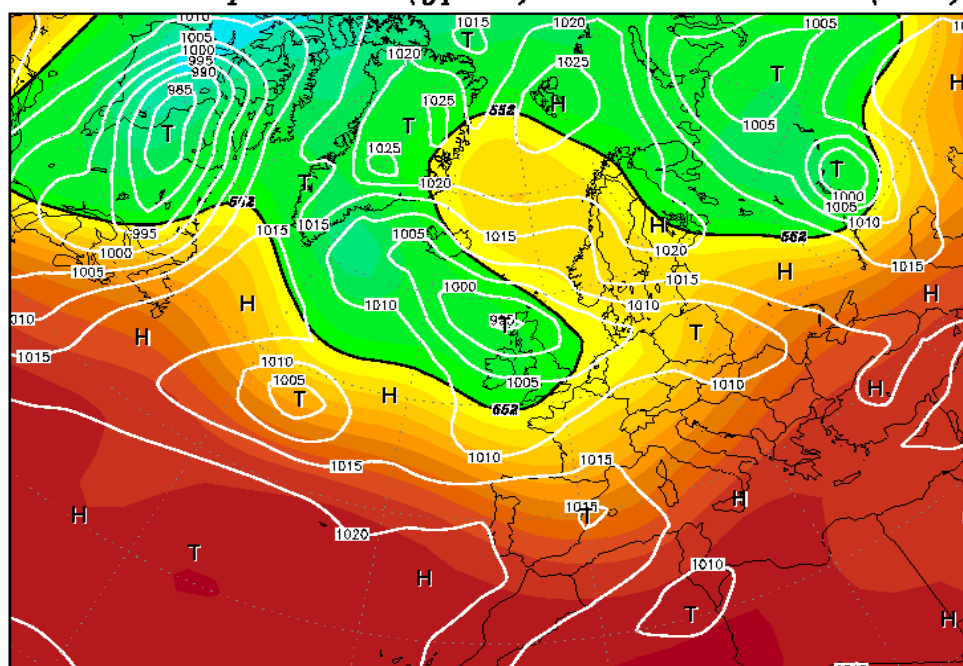 1010 1015 1020 1005 10
1005 T
1000 1020
995 1025 T H
990
985 1025 H 552 1005
T T
1025 T
T 1020 1000
1005
552 1015 H 552 1010
995 1015 1005 1015 1020
1000 1015
1005 H 1015
H 1010 1000 1010 H
010 T T
H
1015 1010
1005 1005 1010 H
T H 552
1010
1015 1015
1015 H
H T
1020
T 1010
H
T H